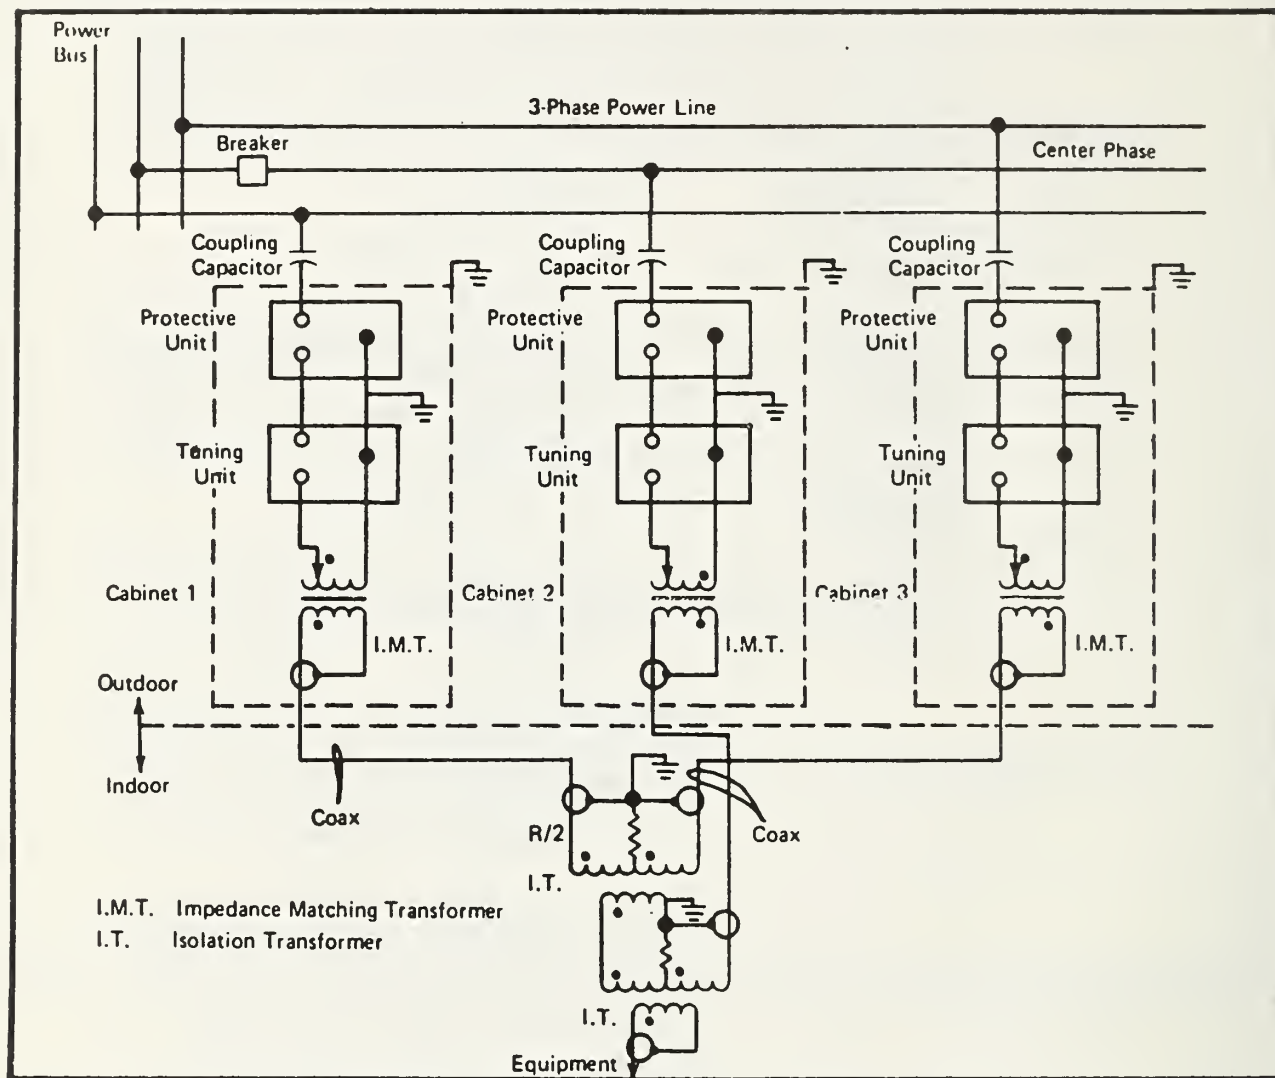 Power
Bus
3-Phase Power Line
Breaker
Center Phase
Coupling
Capacitor
Coupling
Capacitor
Coupling
Capacitor
Protective
Unit
Protective
Unit
Protective
Unit
Tuning
Unit
Tuning
Unit
Tuning
Unit
Cabinet 1
Cabinet 2
Cabinet 3
I.M.T.
I.M.T.
I.M.T.
Outdoor
Indoor
Coax
R/2
Coax
I.T.
I.M.T. Impedance Matching Transformer
I.T. Isolation Transformer
I.T.
Equipment